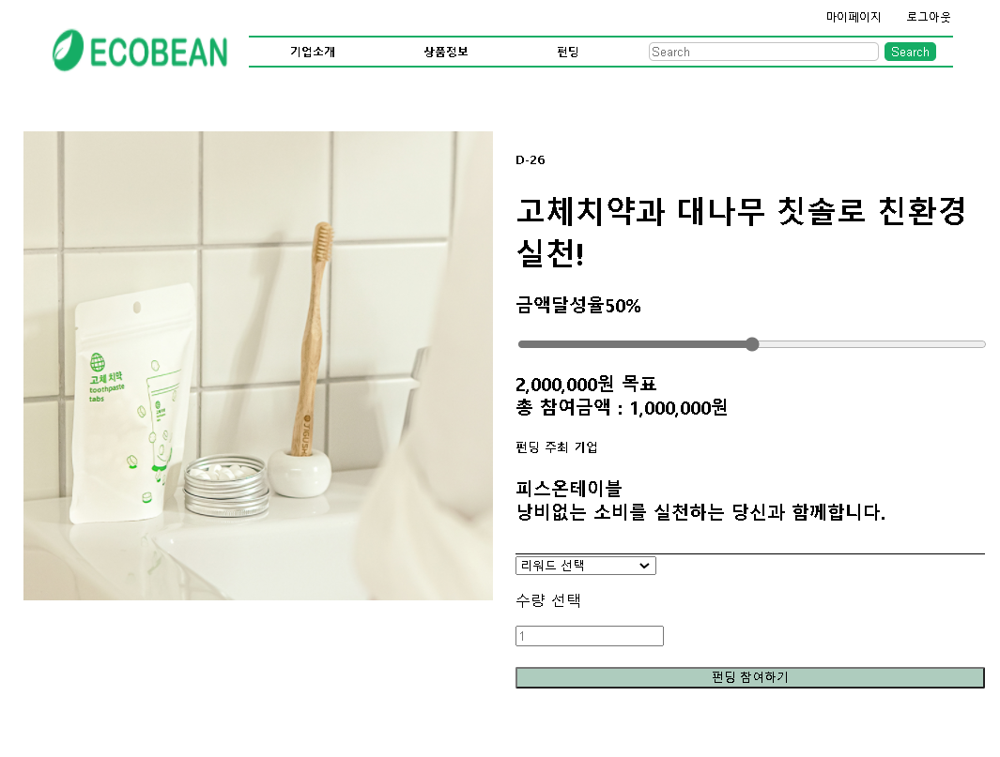 마이페이지 로그아웃
ECOBEAN
기업소개 상품정보 펀딩 Search Search
D-26
고체치약과 대나무 칫솔로 친환경
실천!
금액달성율50%
2,000,000원 목표
총 참여금액 : 1,000,000원
펀딩 주최 기업
피스온테이블
낭비없는 소비를 실천하는 당신과 함께합니다.
리워드 선택
수량 선택
1
펀딩 참여하기
고체 치약
toothpaste
tabs